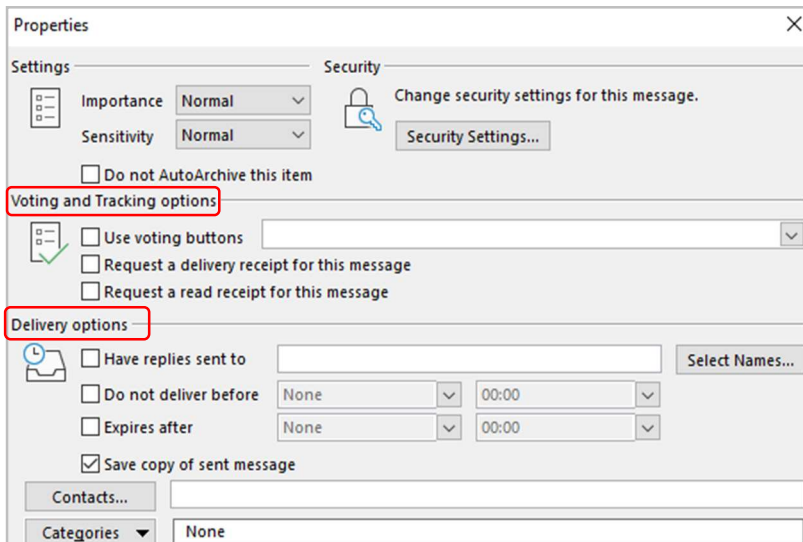 Properties
Settings
Security
Importance Normal
Change security settings for this message.
Sensitivity Normal
Security Settings...
Do not AutoArchive this item
Voting and Tracking options
Use voting buttons
Request a delivery receipt for this message
Request a read receipt for this message
Delivery options
Have replies sent to
Select Names...
Do not deliver before None 00:00
Expires after None 00:00
Save copy of sent message
Contacts...
Categories None